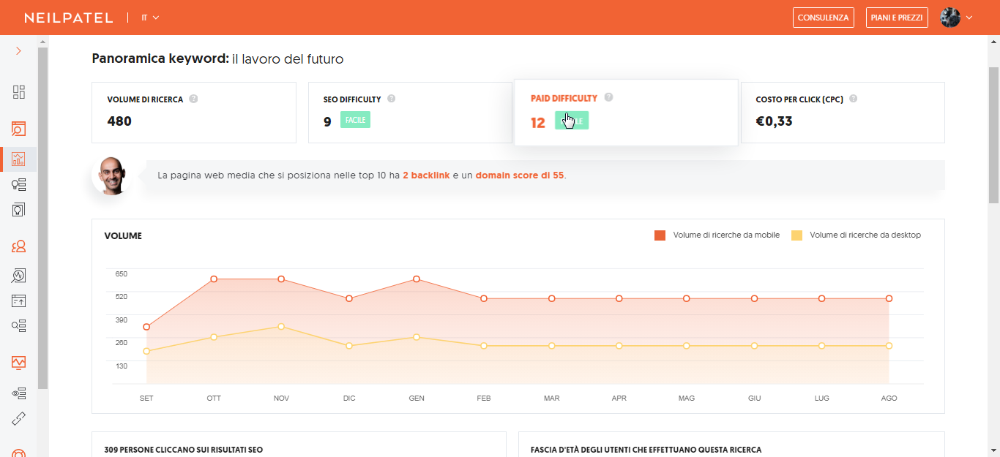 NEILPATEL IT CONSULENZA PIANI E PREZZI
Panoramica keyword: il lavoro del futuro
VOLUME DI RICERCA ?
480
SEO DIFFICULTY ?
9 FACILE
PAID DIFFICULTY ?
12
COSTO PER CLICK (CPC) ?
€0,33
La pagina web media che si posiziona nelle top 10 ha 2 backlink e un domain score di 55.
VOLUME
Volume di ricerche da mobile
Volume di ricerche da desktop
650
520
390
260
130
SET OTT NOV DIC GEN FEB MAR APR MAG GIU LUG AGO
309 PERSONE CLICCANO SUI RISULTATI SEO
FASCIA D'ETÀ DEGLI UTENTI CHE EFFETTUANO QUESTA RICERCA